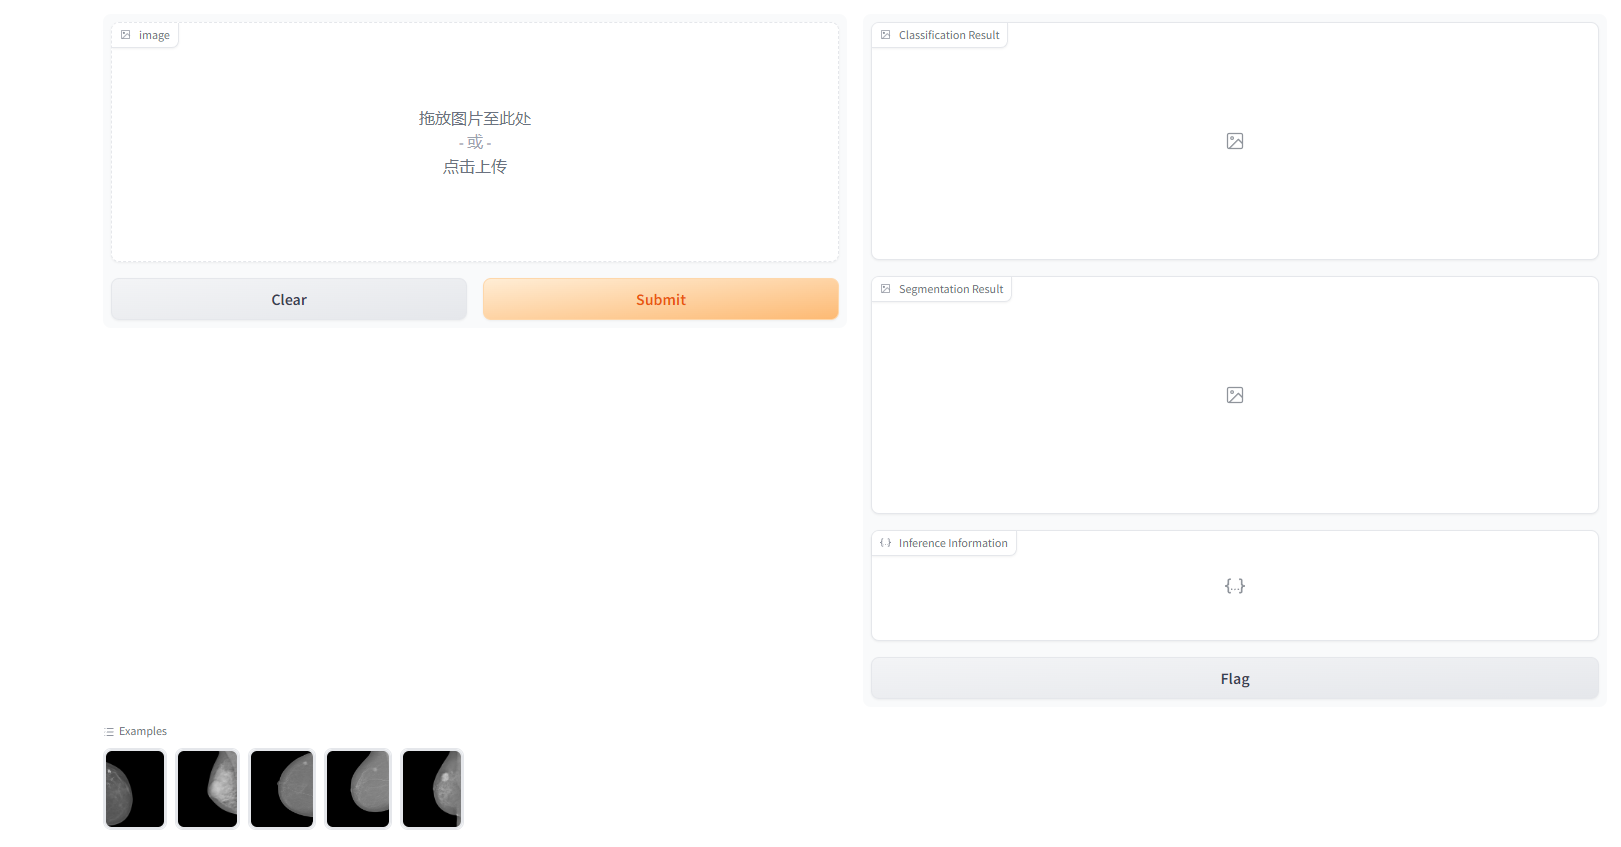 image
拖放图片至此处
- 或 -
点击上传
Clear
Submit
Classification Result
Segmentation Result
Inference Information
{...}
Flag
Examples